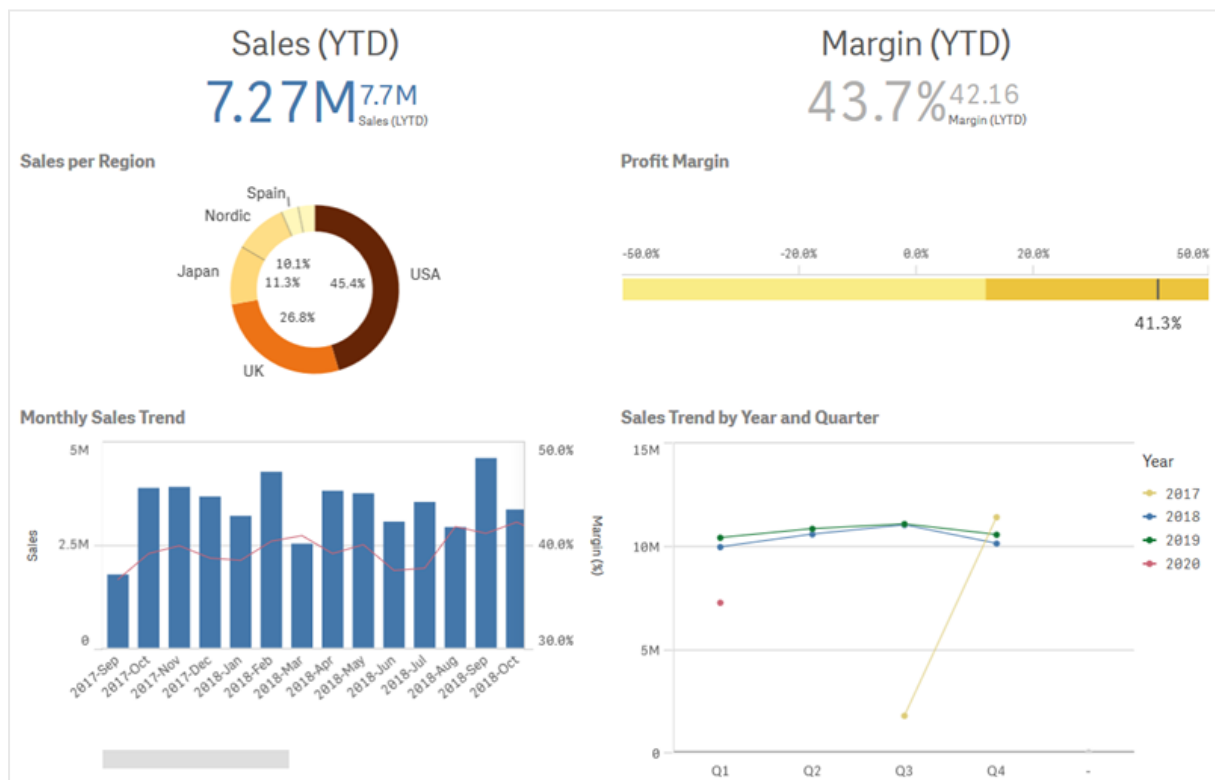 Sales (YTD)
7.27M 7.7M
Sales (LYTD)
Margin (YTD)
43.7% 42.16
Margin (LYTD)
Sales per Region
Spain
Nordic
Japan
USA
UK
10.1%
11.3%
45.4%
26.8%
Profit Margin
-50.0% -20.0% 0.0% 20.0% 50.0%
41.3%
Monthly Sales Trend
5M
2.5M
0
Sales
50.0%
40.0%
30.0%
Margin (%)
2017-Sep
2017-Oct
2017-Nov
2017-Dec
2018-Jan
2018-Feb
2018-Mar
2018-Apr
2018-May
2018-Jun
2018-Jul
2018-Aug
2018-Sep
2018-Oct
Sales Trend by Year and Quarter
15M
10M
5M
0
Q1 Q2 Q3 Q4 -
Year
2017
2018
2019
2020